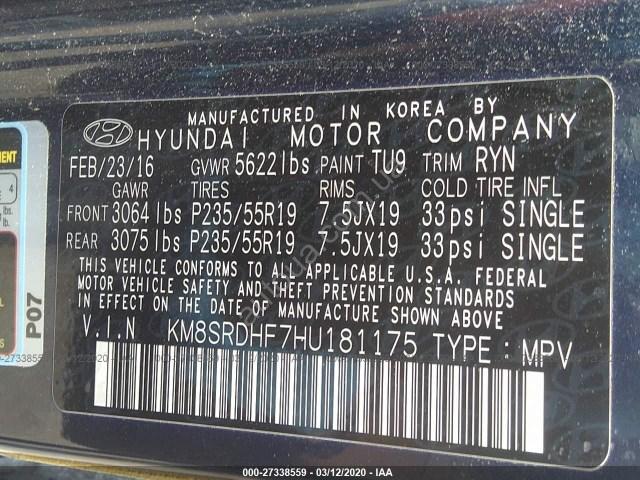 MANUFACTURED IN KOREA BY
HYUNDAI MOTOR COMPANY
FEB/23/16 GVWR 5622lbs PAINT TU9 TRIM RYN
GAWR TIRES RIMS COLD TIRE INFL
FRONT 3064lbs P235/55R19 7.5JX19 33psi SINGLE
REAR 3075lbs P235/55R19 7.5JX19 33psi SINGLE
THIS VEHICLE CONFORMS TO ALL APPLICABLE U.S.A. FEDERAL
MOTOR VEHICLE SAFETY STANDARDS
IN EFFECT ON THE DATE OF MANUFACTURE SHOWN ABOVE
V.I.N KM8SRDHF7HU181175 TYPE : MPV
P07
4
lbs.
000-27338559 - 03/12/2020 - IAA